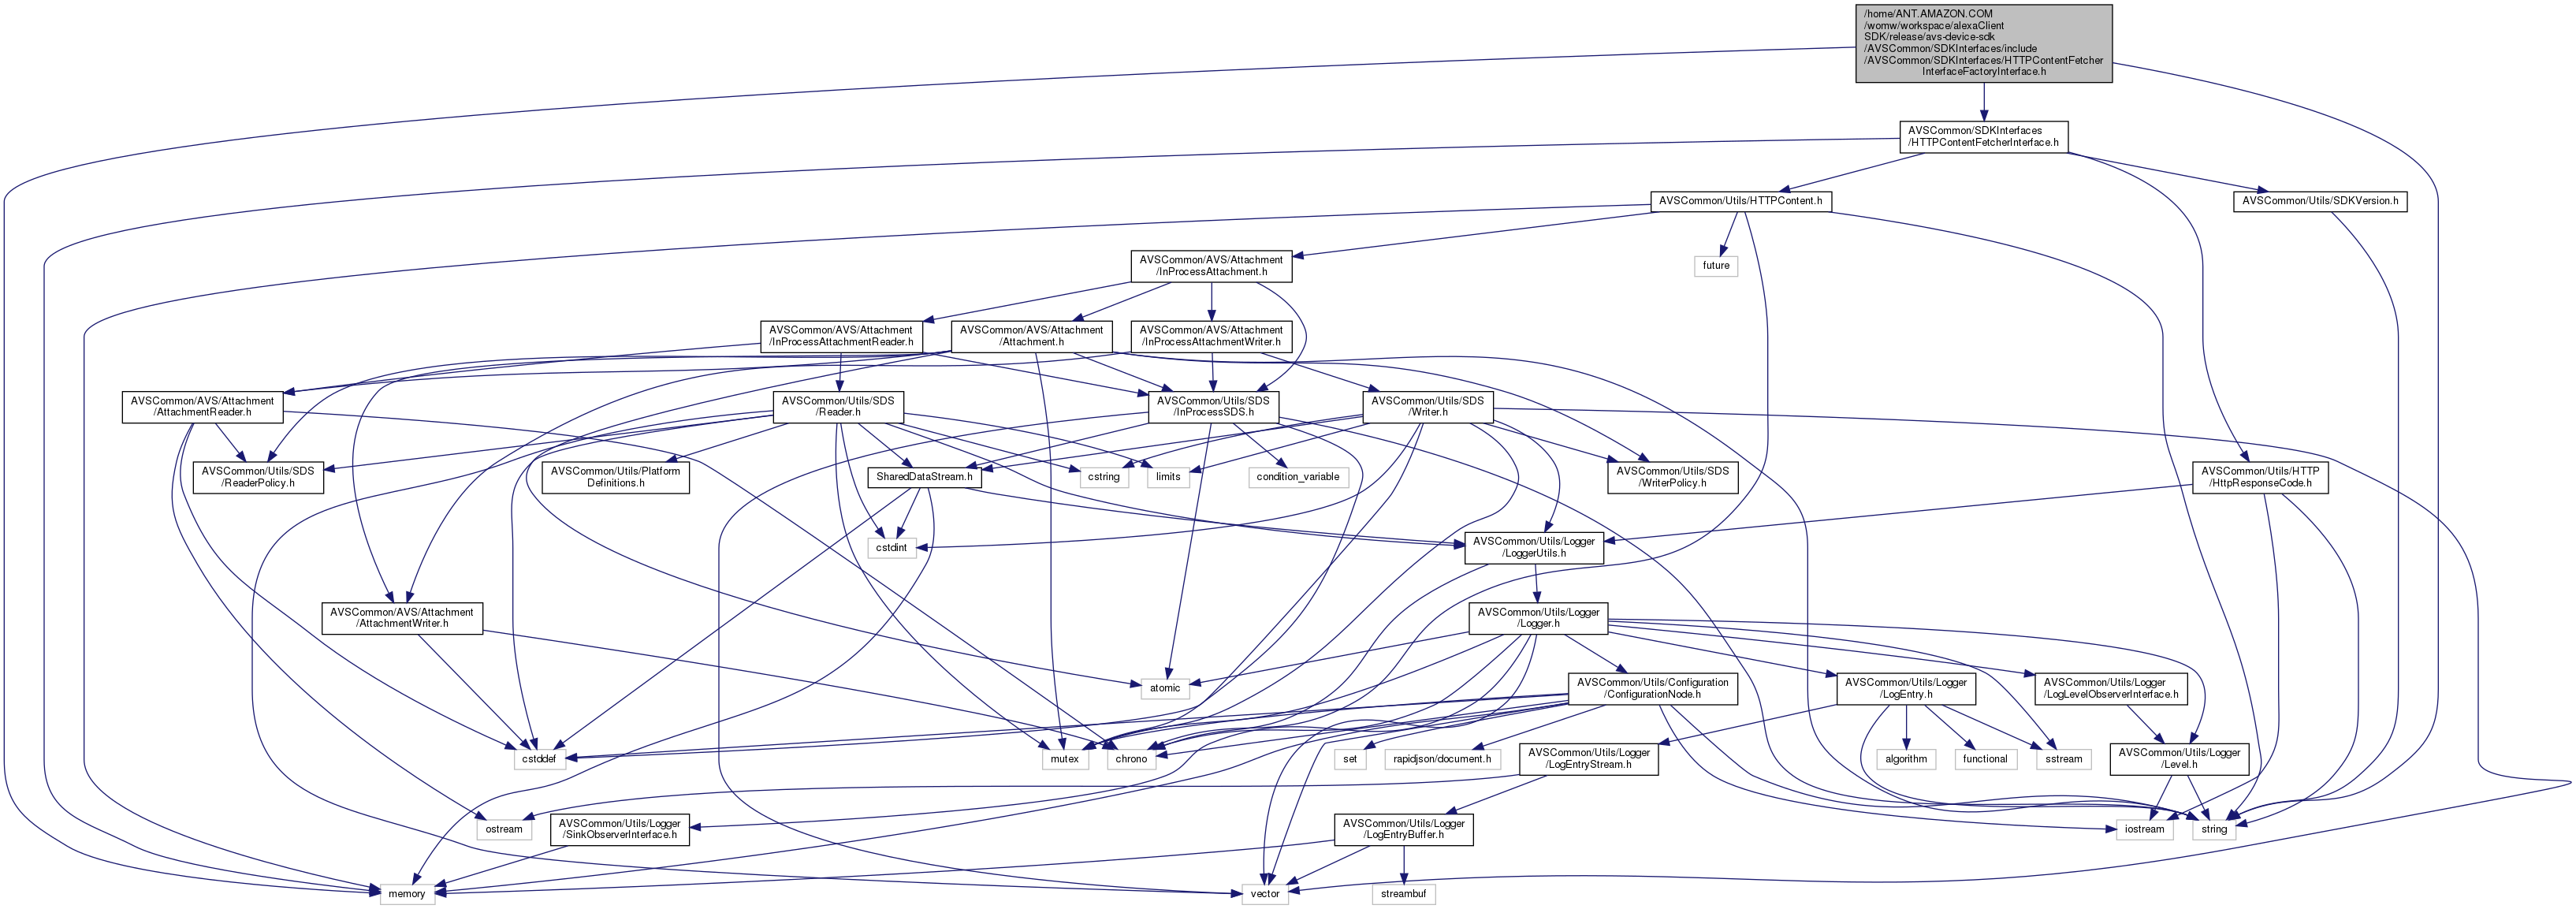 /home/ANT.AMAZON.COM
/womw/workspace/alexaClient
SDK/release/avs-device-sdk
/AVSCommon/SDKInterfaces/include
/AVSCommon/SDKInterfaces/HTTPContentFetcher
InterfaceFactoryInterface.h
AVSCommon/SDKInterfaces
/HTTPContentFetcherInterface.h
AVSCommon/Utils/HTTPContent.h
AVSCommon/Utils/SDKVersion.h
AVSCommon/AVS/Attachment
/InProcessAttachment.h
future
AVSCommon/AVS/Attachment
/InProcessAttachmentReader.h
AVSCommon/AVS/Attachment
/Attachment.h
AVSCommon/AVS/Attachment
/InProcessAttachmentWriter.h
AVSCommon/AVS/Attachment
/AttachmentReader.h
AVSCommon/Utils/SDS
/Reader.h
AVSCommon/Utils/SDS
/InProcessSDS.h
AVSCommon/Utils/SDS
/Writer.h
AVSCommon/Utils/SDS
/ReaderPolicy.h
AVSCommon/Utils/Platform
Definitions.h
SharedDataStream.h
cstring
limits
condition_variable
AVSCommon/Utils/SDS
/WriterPolicy.h
AVSCommon/Utils/HTTP
/HttpResponseCode.h
cstdint
AVSCommon/Utils/Logger
/LoggerUtils.h
AVSCommon/AVS/Attachment
/AttachmentWriter.h
AVSCommon/Utils/Logger
/Logger.h
atomic
AVSCommon/Utils/Configuration
/ConfigurationNode.h
AVSCommon/Utils/Logger
/LogEntry.h
AVSCommon/Utils/Logger
/LogLevelObserverInterface.h
cstddef
mutex
chrono
set
rapidjson/document.h
AVSCommon/Utils/Logger
/LogEntryStream.h
algorithm
functional
sstream
AVSCommon/Utils/Logger
/Level.h
ostream
AVSCommon/Utils/Logger
/SinkObserverInterface.h
AVSCommon/Utils/Logger
/LogEntryBuffer.h
iostream
string
memory
vector
streambuf